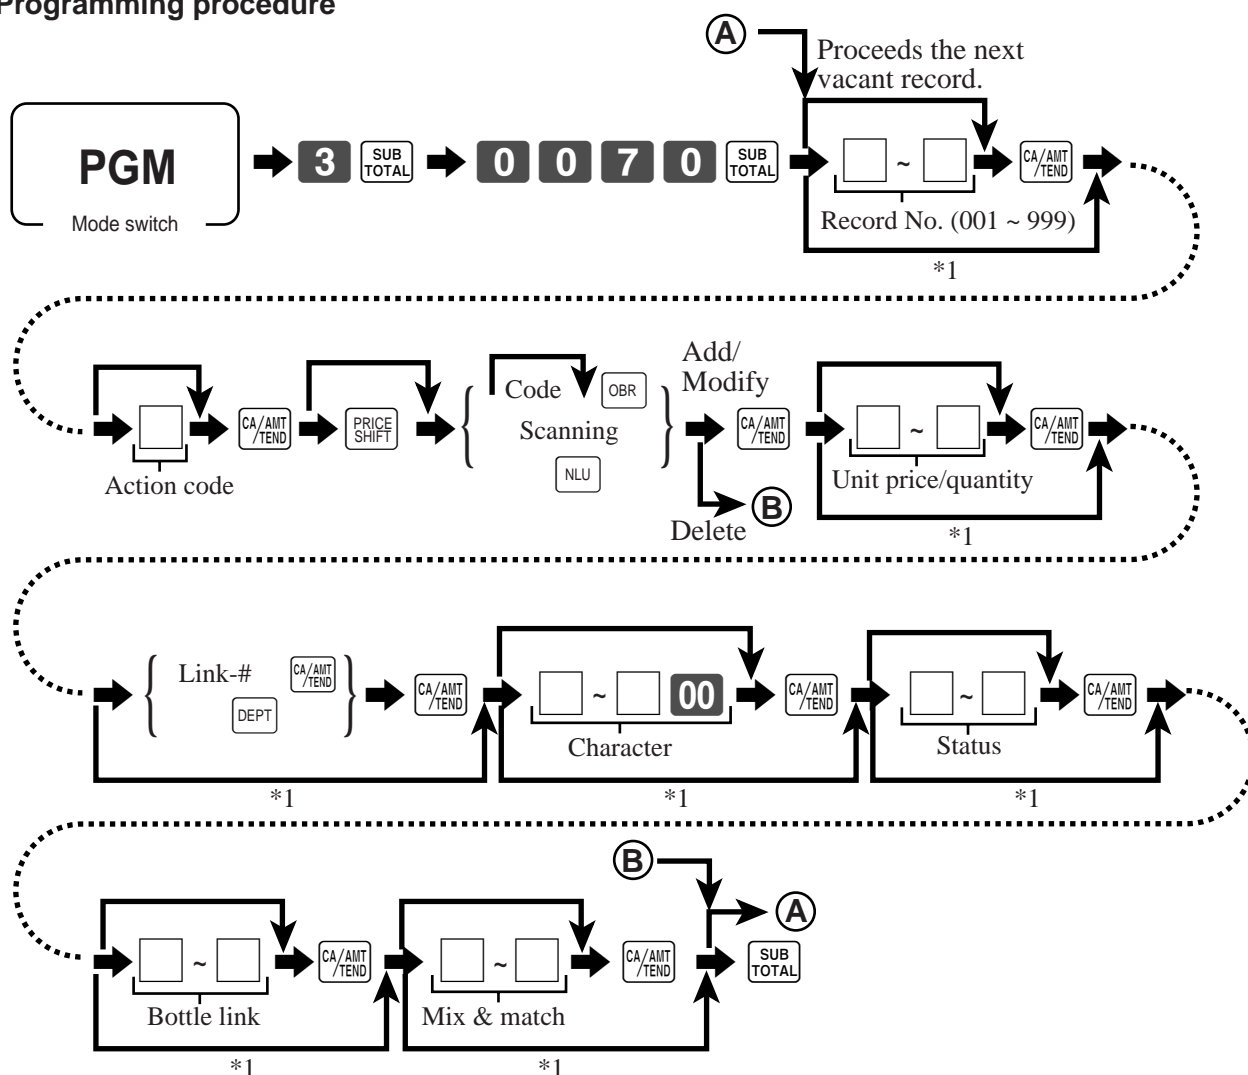 Programming procedure
A
Proceeds the next
vacant record.
PGM
Mode switch
3 SUB TOTAL 0 0 7 0 SUB TOTAL ~ CA/AMT /TEND
Record No. (001 ~ 999)
*1
Add/
Modify
Code OBR
Scanning
NLU
CA/AMT /TEND PRICE SHIFT CA/AMT /TEND ~ CA/AMT /TEND
Action code
Unit price/quantity
B
Delete
*1
Link-# CA/AMT /TEND
DEPT
CA/AMT /TEND ~ 00 CA/AMT /TEND ~ CA/AMT /TEND
Character
Status
*1 *1 *1
B
A
~ CA/AMT /TEND ~ CA/AMT /TEND SUB TOTAL
Bottle link
Mix & match
*1 *1